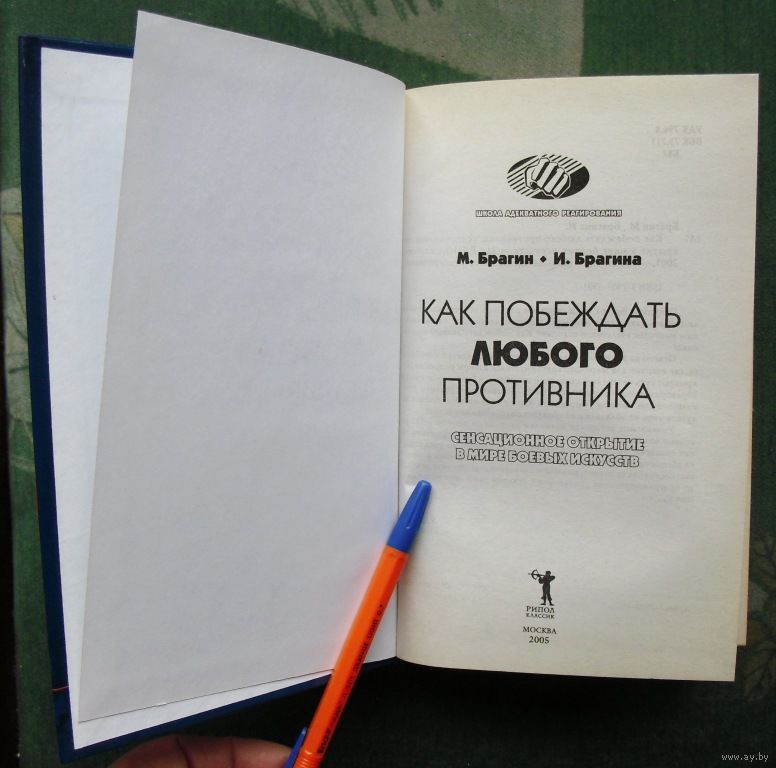 ШКОЛА АДЕКВАТНОГО РЕАГИРОВАНИЯ
М. Брагин • И. Брагина
КАК ПОБЕЖДАТЬ
ЛЮБОГО
ПРОТИВНИКА
СЕНСАЦИОННОЕ ОТКРЫТИЕ
В МИРЕ БОЕВЫХ ИСКУССТВ
РИПОЛ
КЛАССИК
МОСКВА
2005
www.ay.by